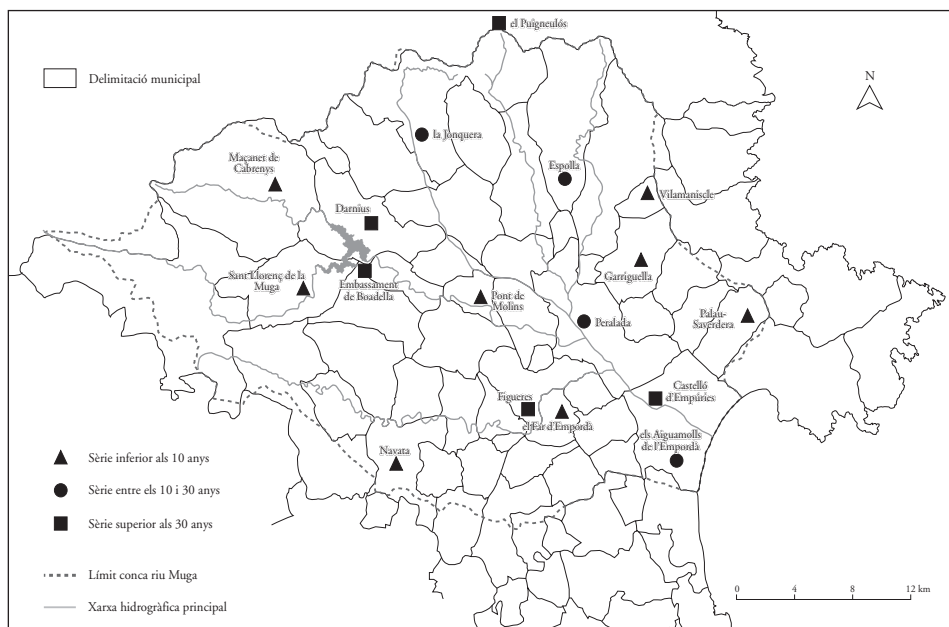 el Puigneulós
Delimitació municipal
N
la Jonquera
Maçanet de
Cabrenys
Espolla
Vilamaniscle
Darnius
Sant Llorenç de la
Muga
Embassament
de Boadella
Garriguella
Pont de
Molins
Peralada
Palau-
Saverdera
Figueres
el Far d'Empordà
Castelló
d'Empúries
els Aiguamolls
de l'Empordà
Navata
Sèrie inferior als 10 anys
Sèrie entre els 10 i 30 anys
Sèrie superior als 30 anys
Límit conca riu Muga
Xarxa hidrogràfica principal
0 4 8 12 km